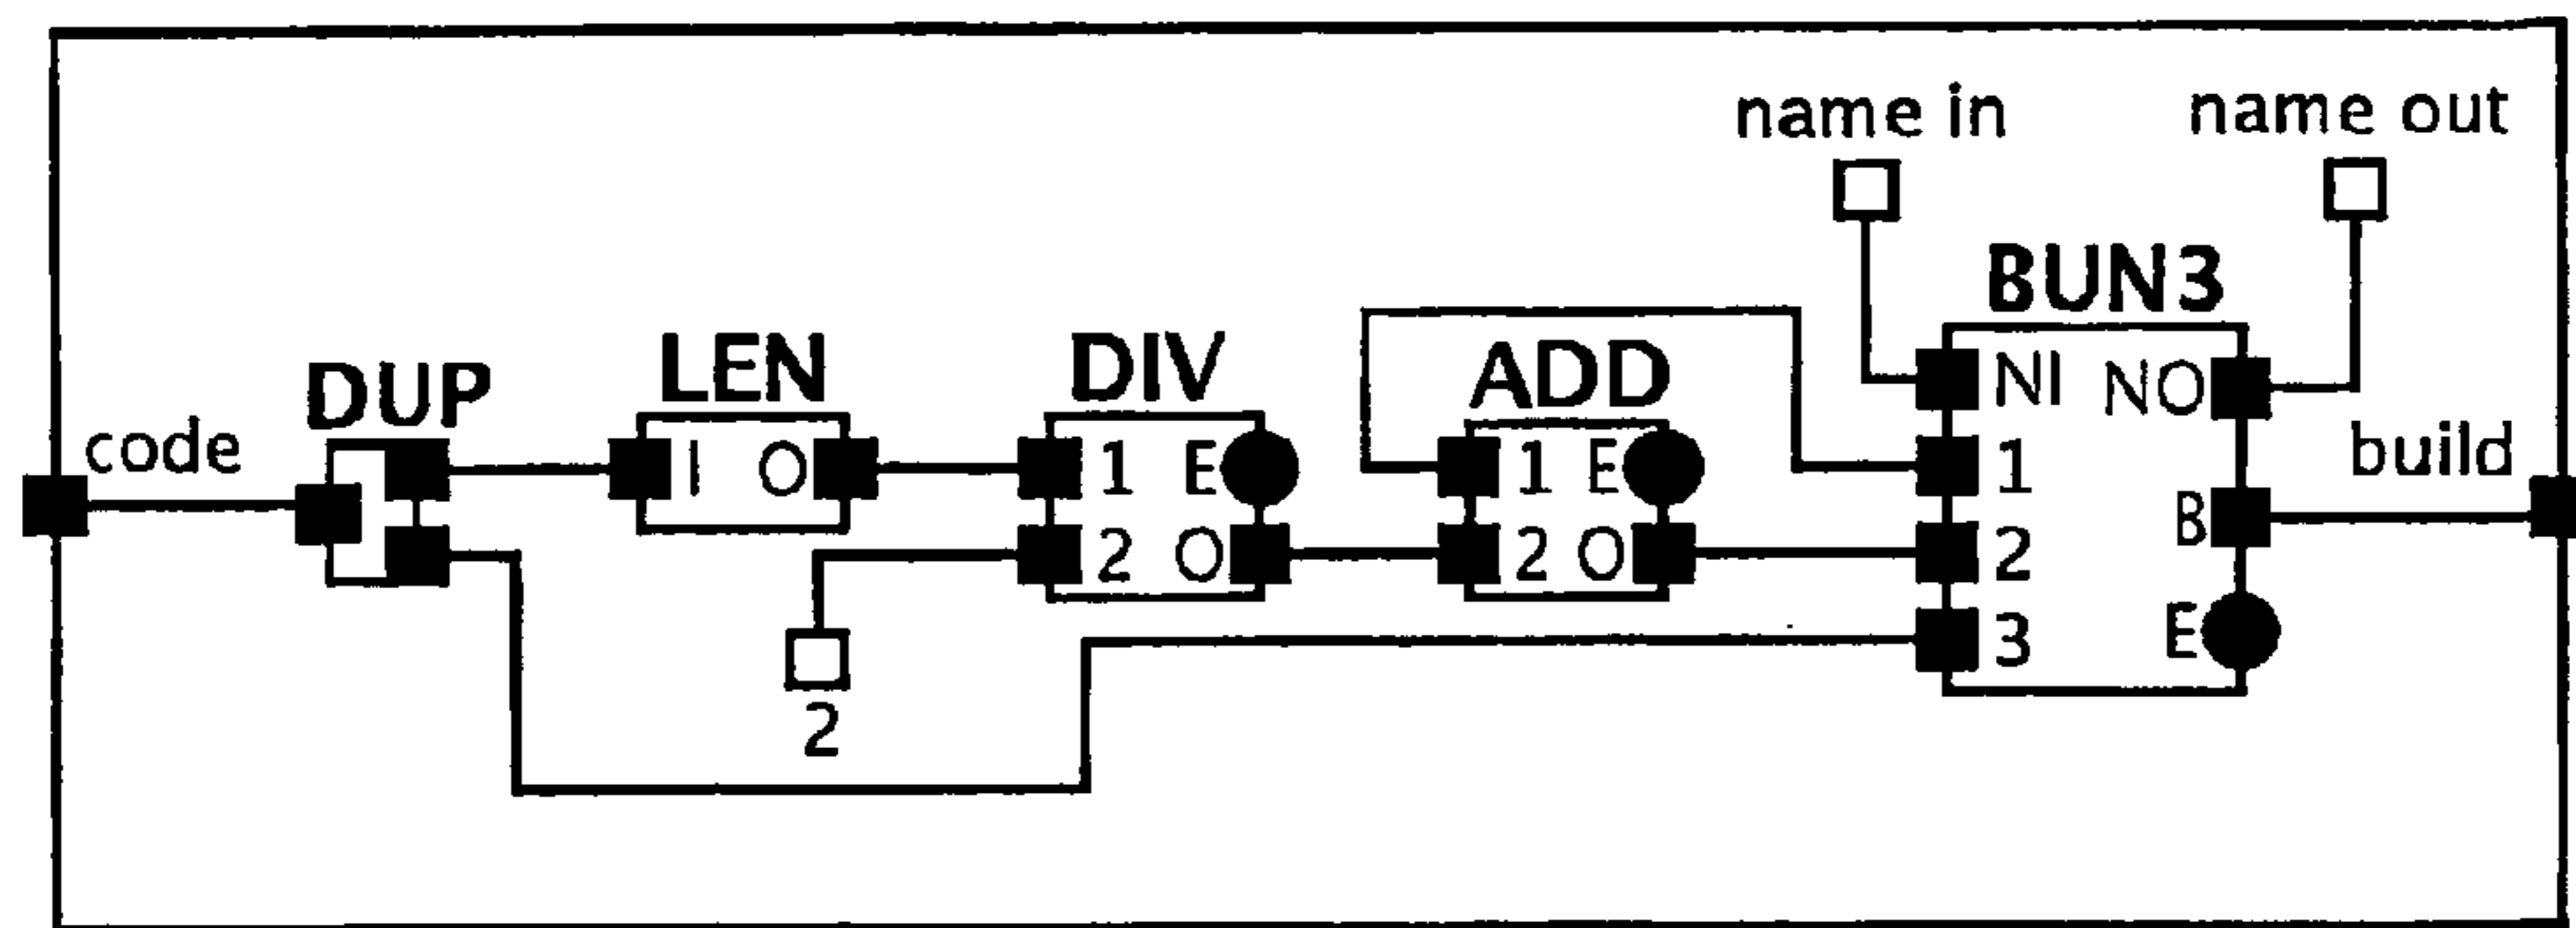 name in
name out
BUN3
DUP
LEN
DIV
ADD
NI NO
code
I O
1 E
1 E
1
build
2 O
2 O
2
B
3
E
2